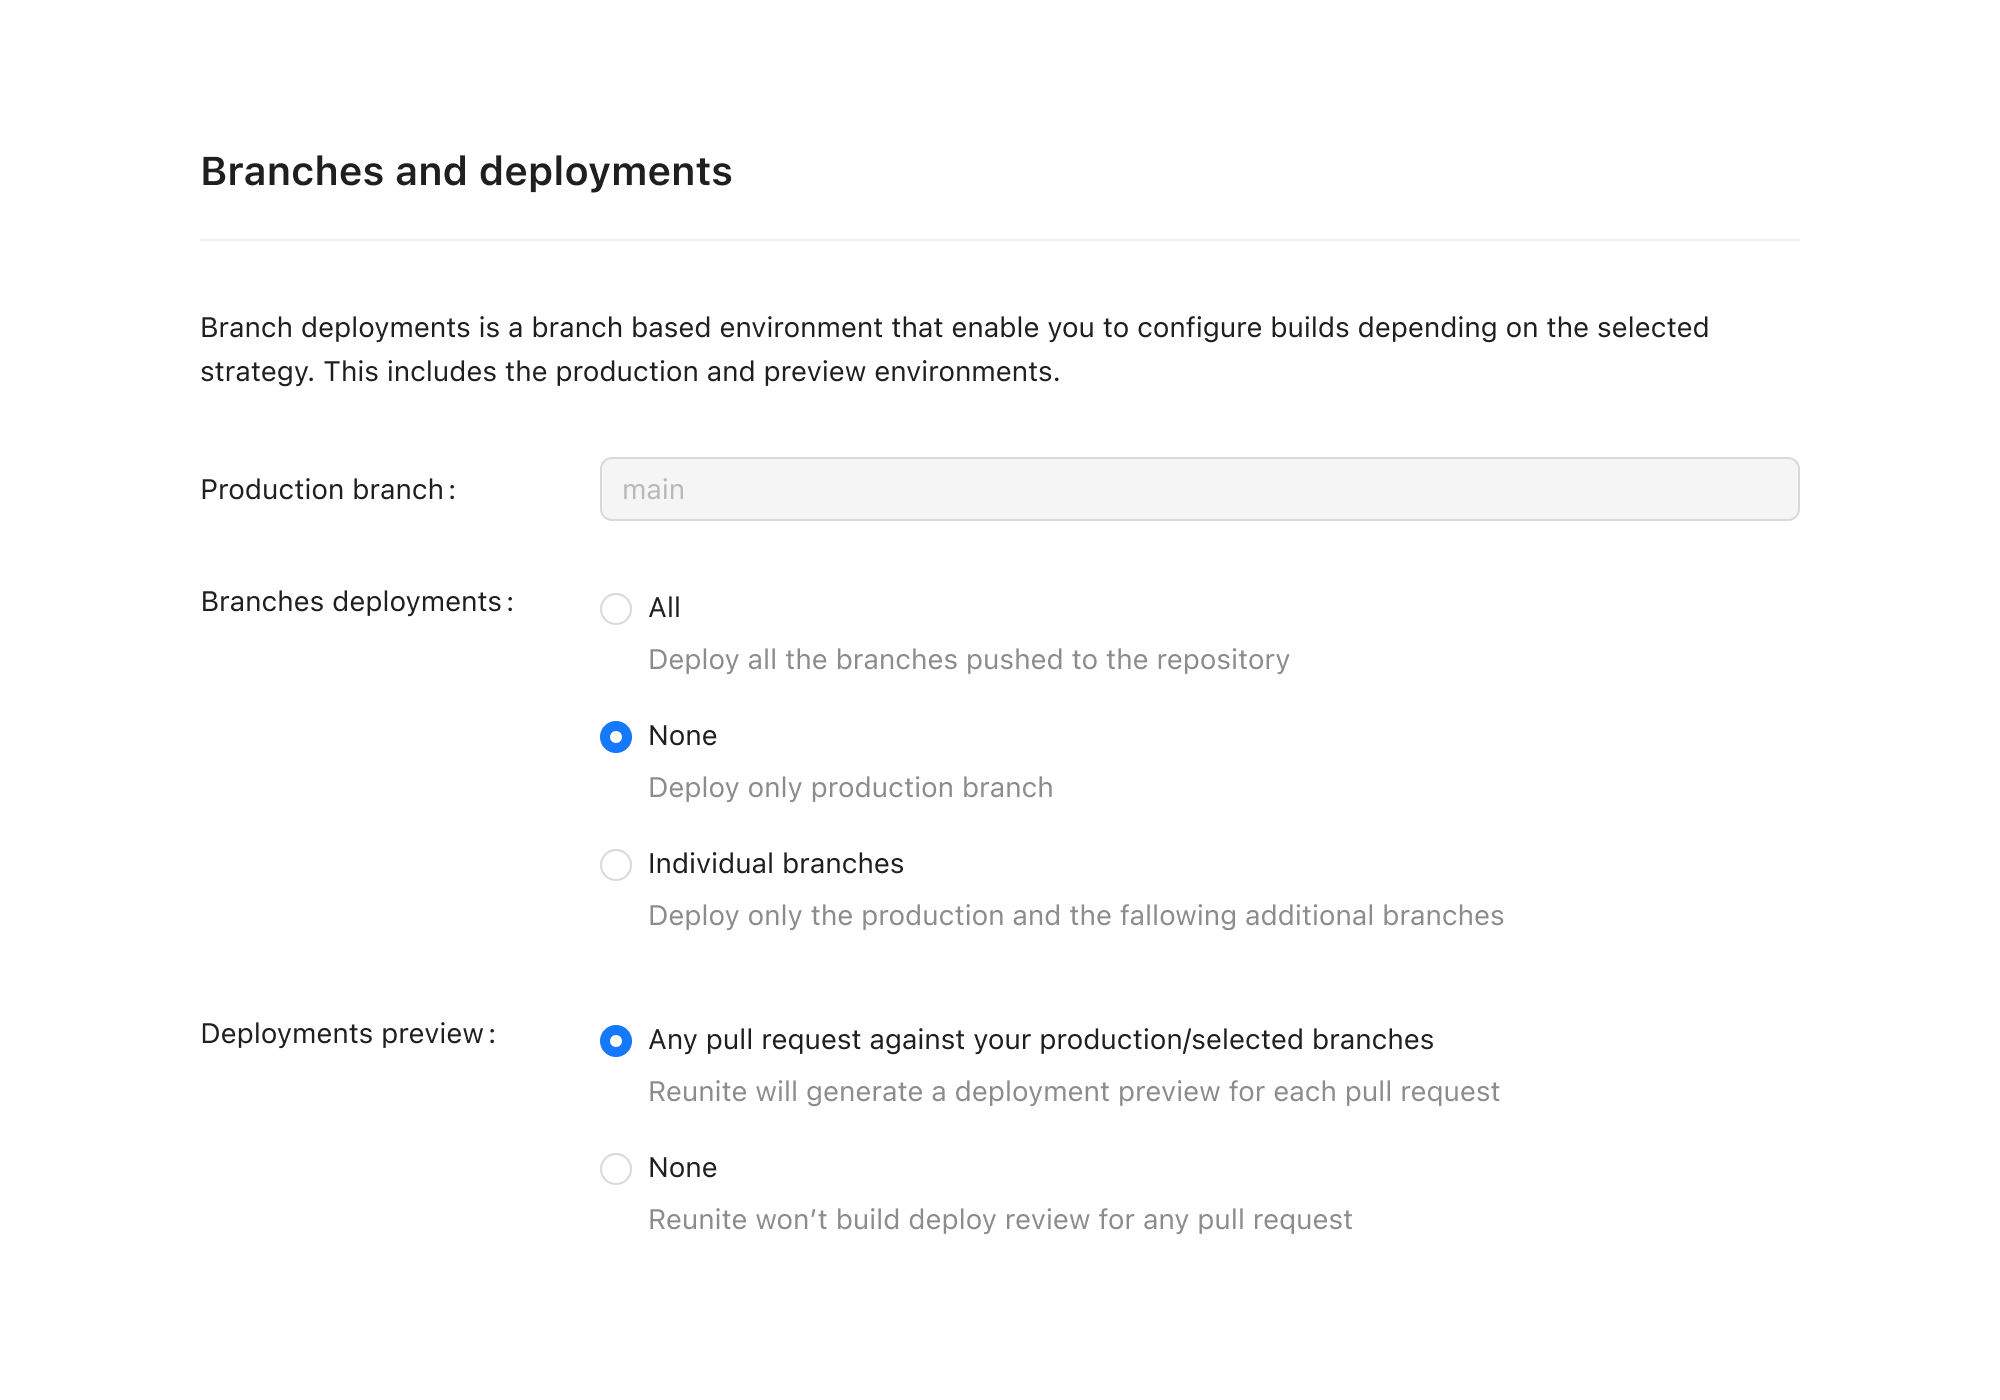 Branches and deployments
Branch deployments is a branch based environment that enable you to configure builds depending on the selected
strategy. This includes the production and preview environments.
Production branch:
main
Branches deployments:
All
Deploy all the branches pushed to the repository
None
Deploy only production branch
Individual branches
Deploy only the production and the fallowing additional branches
Deployments preview:
Any pull request against your production/selected branches
Reunite will generate a deployment preview for each pull request
None
Reunite won’t build deploy review for any pull request